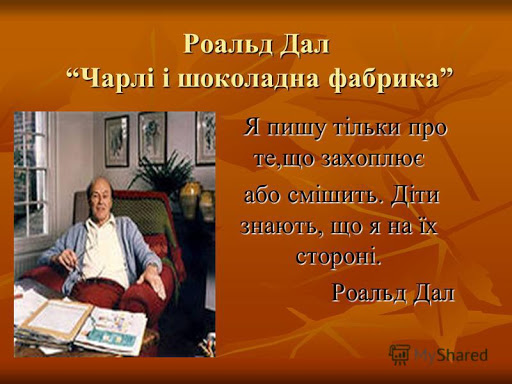 Роальд Дал
“Чарлі і шоколадна фабрика”
Я пишу тільки про
те,що захоплює
або смішить. Діти
знають, що я на їх
стороні.
Роальд Дал
MyShared